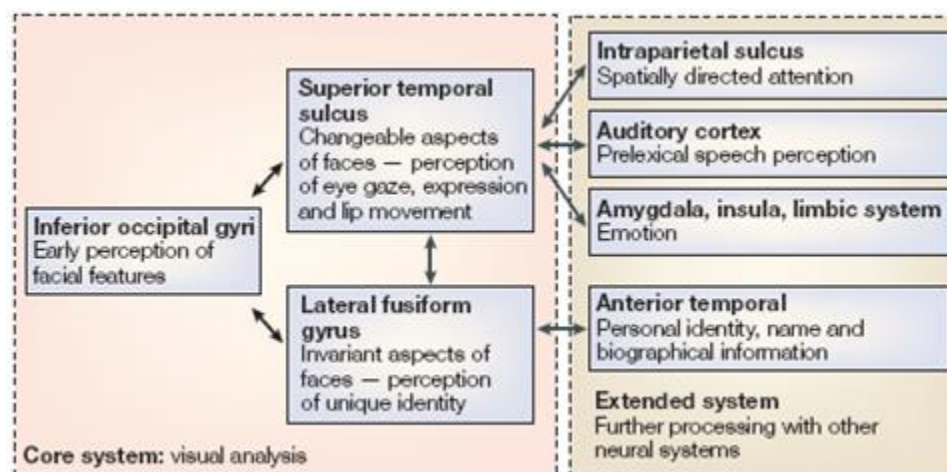 Inferior occipital gyri
Early perception of
facial features
Superior temporal
sulcus
Changeable aspects
of faces — perception
of eye gaze, expression
and lip movement
Lateral fusiform
gyrus
Invariant aspects of
faces — perception
of unique identity
Core system: visual analysis
Intraparietal sulcus
Spatially directed attention
Auditory cortex
Prelexical speech perception
Amygdala, insula, limbic system
Emotion
Anterior temporal
Personal identity, name and
biographical information
Extended system
Further processing with other
neural systems